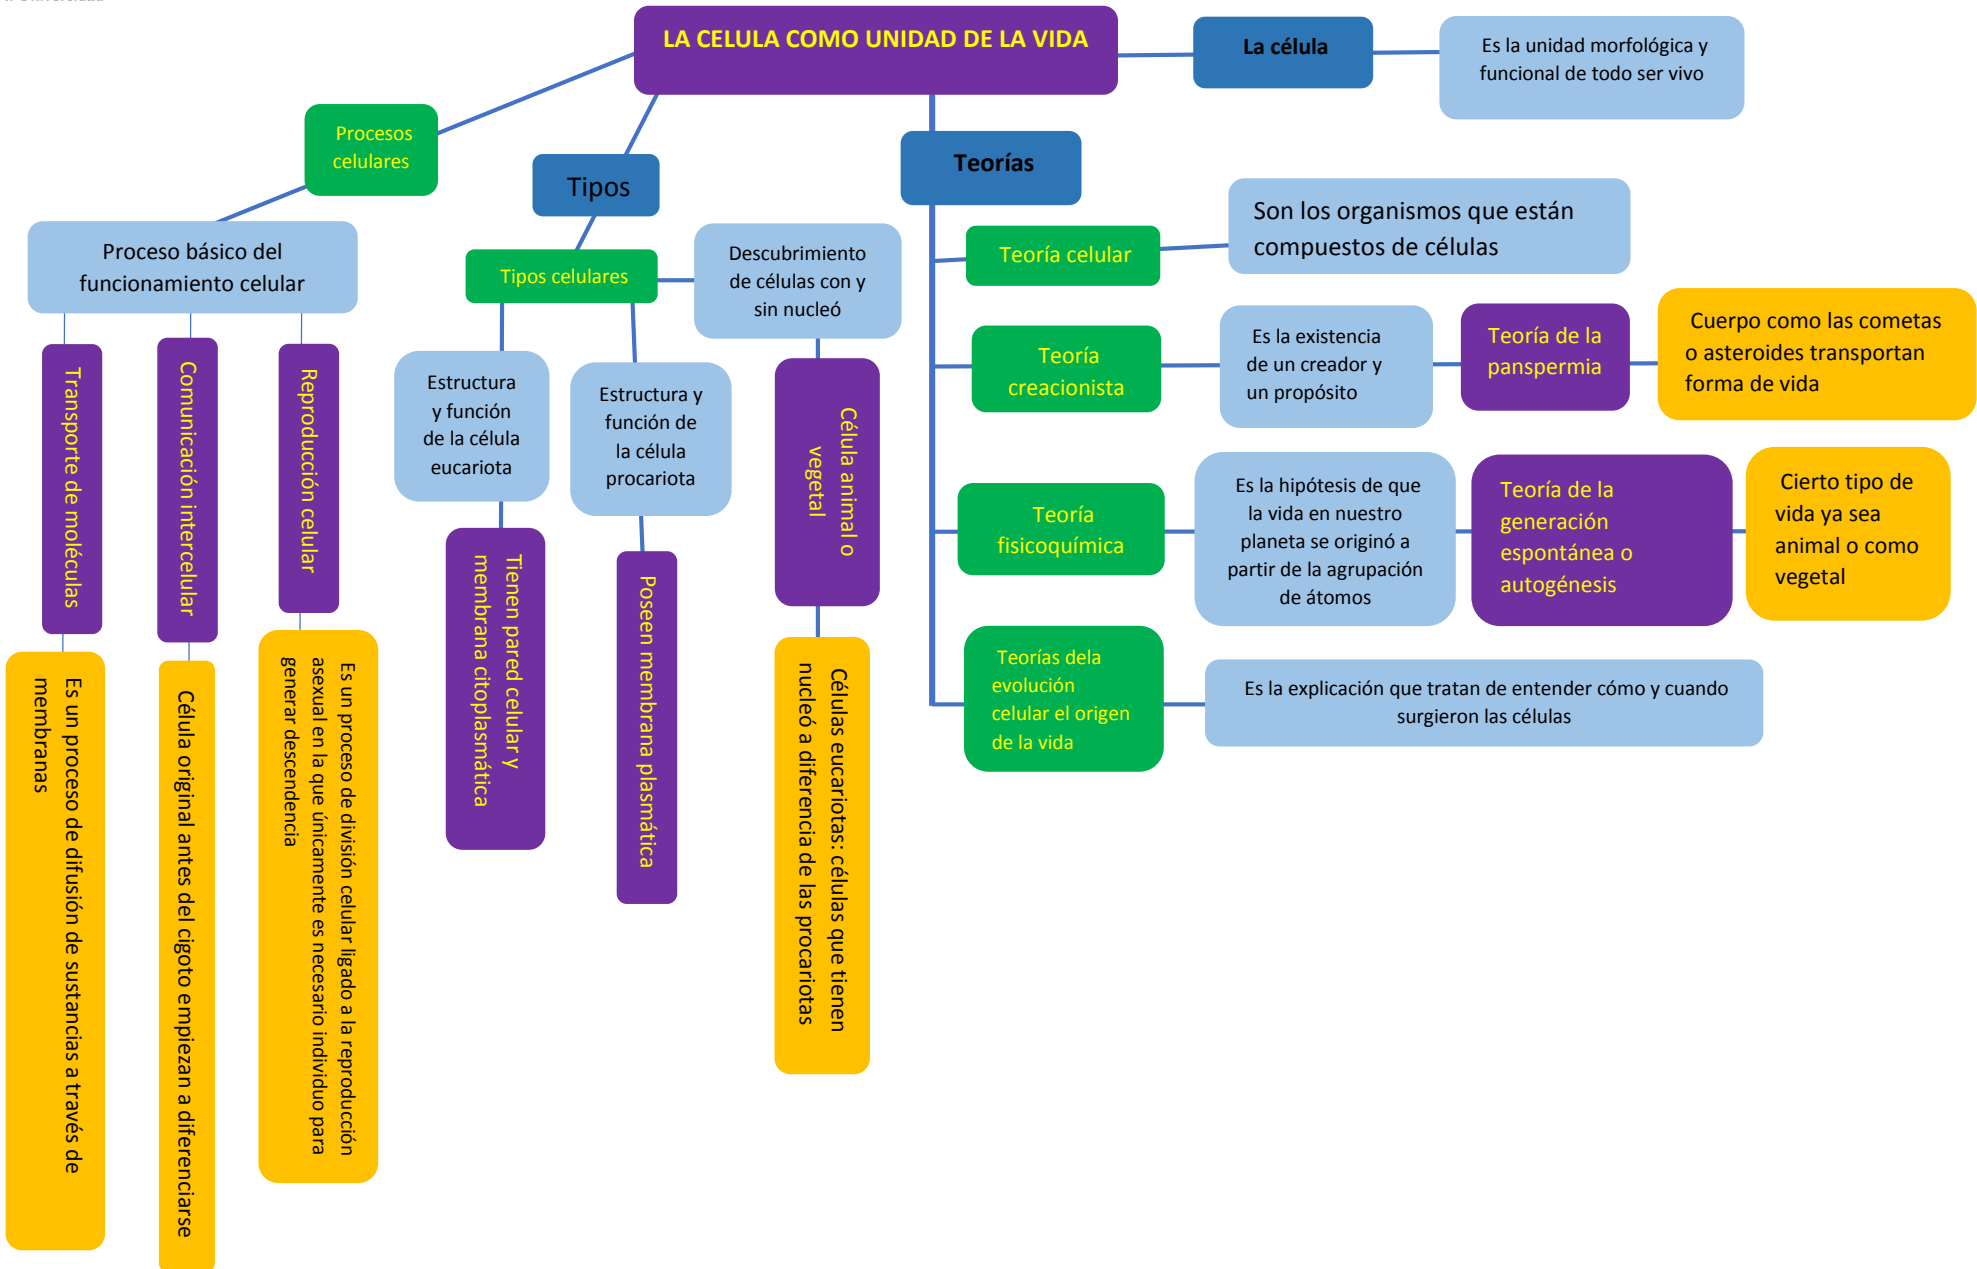 LA CELULA COMO UNIDAD DE LA VIDA
La célula
Es la unidad morfológica y
funcional de todo ser vivo
Procesos
celulares
Tipos
Teorías
Proceso básico del
funcionamiento celular
Transporte de moléculas
Comunicación intercelular
Reproducción celular
Es un proceso de difusión de sustancias a través de
membranas
Célula original antes del cigoto empiezan a diferenciarse
Es un proceso de división celular ligado a la reproducción
asexual en la que únicamente es necesario individuo para
generar descendencia
Tipos celulares
Descubrimiento
de células con y
sin nucleó
Estructura
y función
de la célula
eucariota
Estructura y
función de
la célula
procariota
Célula animal o
vegetal
Tienen pared celular y
membrana citoplasmática
Poseen membrana plasmática
Células eucariotas: células que tienen
nucleó a diferencia de las procariotas
Teoría celular
Son los organismos que están
compuestos de células
Teoría
creacionista
Es la existencia
de un creador y
un propósito
Teoría de la
panspermia
Cuerpo como las cometas
o asteroides transportan
forma de vida
Teoría
fisicoquímica
Es la hipótesis de que
la vida en nuestro
planeta se originó a
partir de la agrupación
de átomos
Teoría de la
generación
espontánea o
autogénesis
Cierto tipo de
vida ya sea
animal o como
vegetal
Teorías dela
evolución
celular el origen
de la vida
Es la explicación que tratan de entender cómo y cuando
surgieron las células